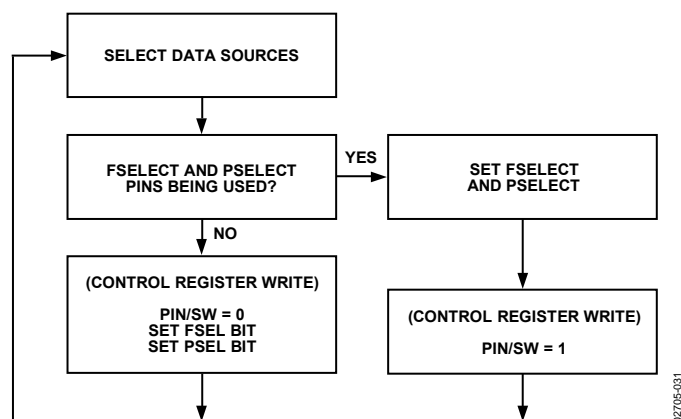 SELECT DATA SOURCES
FSELECT AND PSELECT
PINS BEING USED?
YES
SET FSELECT
AND PSELECT
NO
(CONTROL REGISTER WRITE)
PIN/SW = 0
SET FSEL BIT
SET PSEL BIT
(CONTROL REGISTER WRITE)
PIN/SW = 1
02705-031